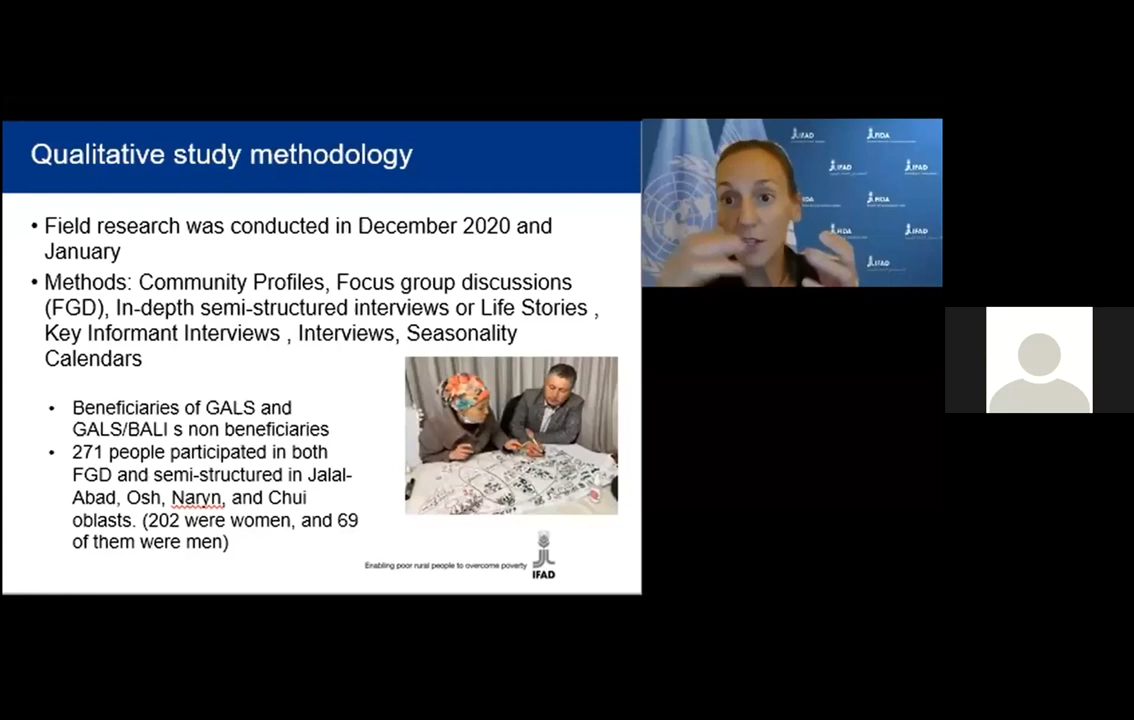 Qualitative study methodology
• Field research was conducted in December 2020 and
January
• Methods: Community Profiles, Focus group discussions
(FGD), In-depth semi-structured interviews or Life Stories ,
Key Informant Interviews , Interviews, Seasonality
Calendars
• Beneficiaries of GALS and
GALS/BALI s non beneficiaries
• 271 people participated in both
FGD and semi-structured in Jalal-
Abad, Osh, Naryn, and Chui
oblasts. (202 were women, and 69
of them were men)
Enabling poor rural people to overcome poverty
IFAD
IFAD
FIDA
IFAD
IFAD
FIDA
IFAD
IFAD